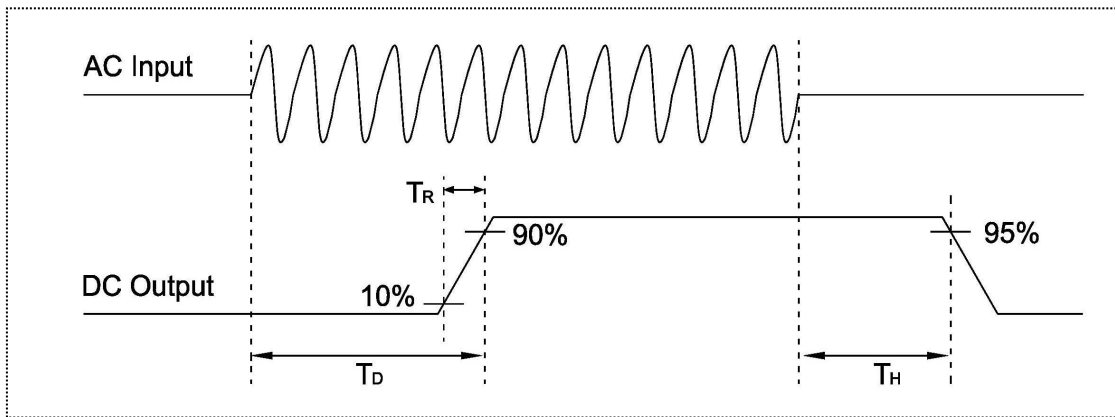 AC Input
TR
90%
95%
DC Output
10%
TD
TH